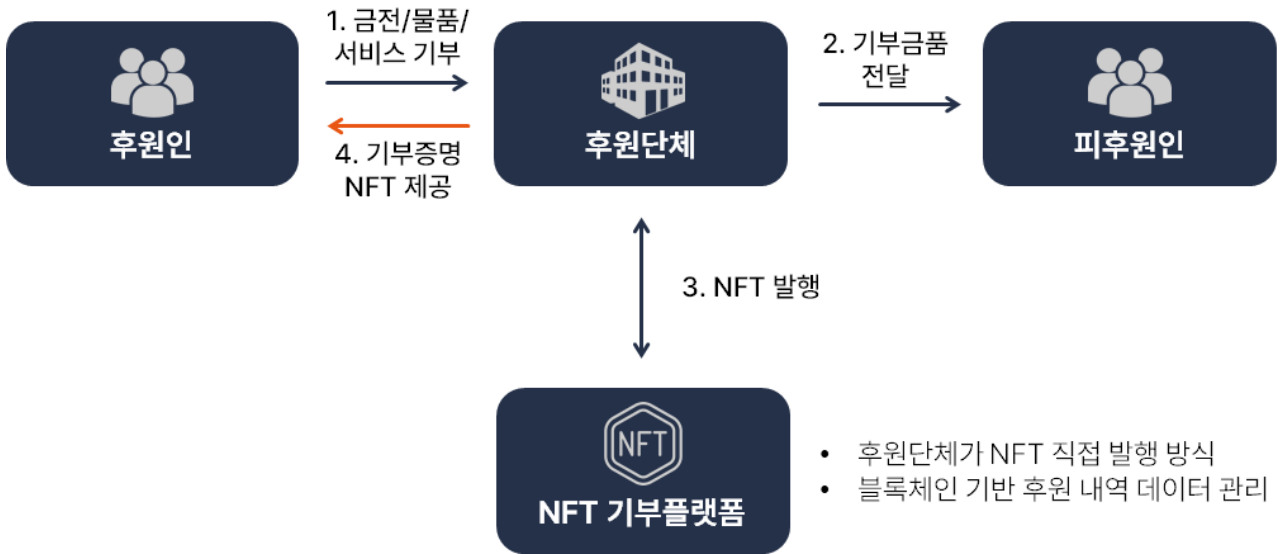 1. 금전/물품/
서비스 기부
2. 기부금품
전달
후원인
후원단체
피후원인
4. 기부증명
NFT 제공
3. NFT 발행
NFT
NFT 기부플랫폼
• 후원단체가 NFT 직접 발행 방식
• 블록체인 기반 후원 내역 데이터 관리